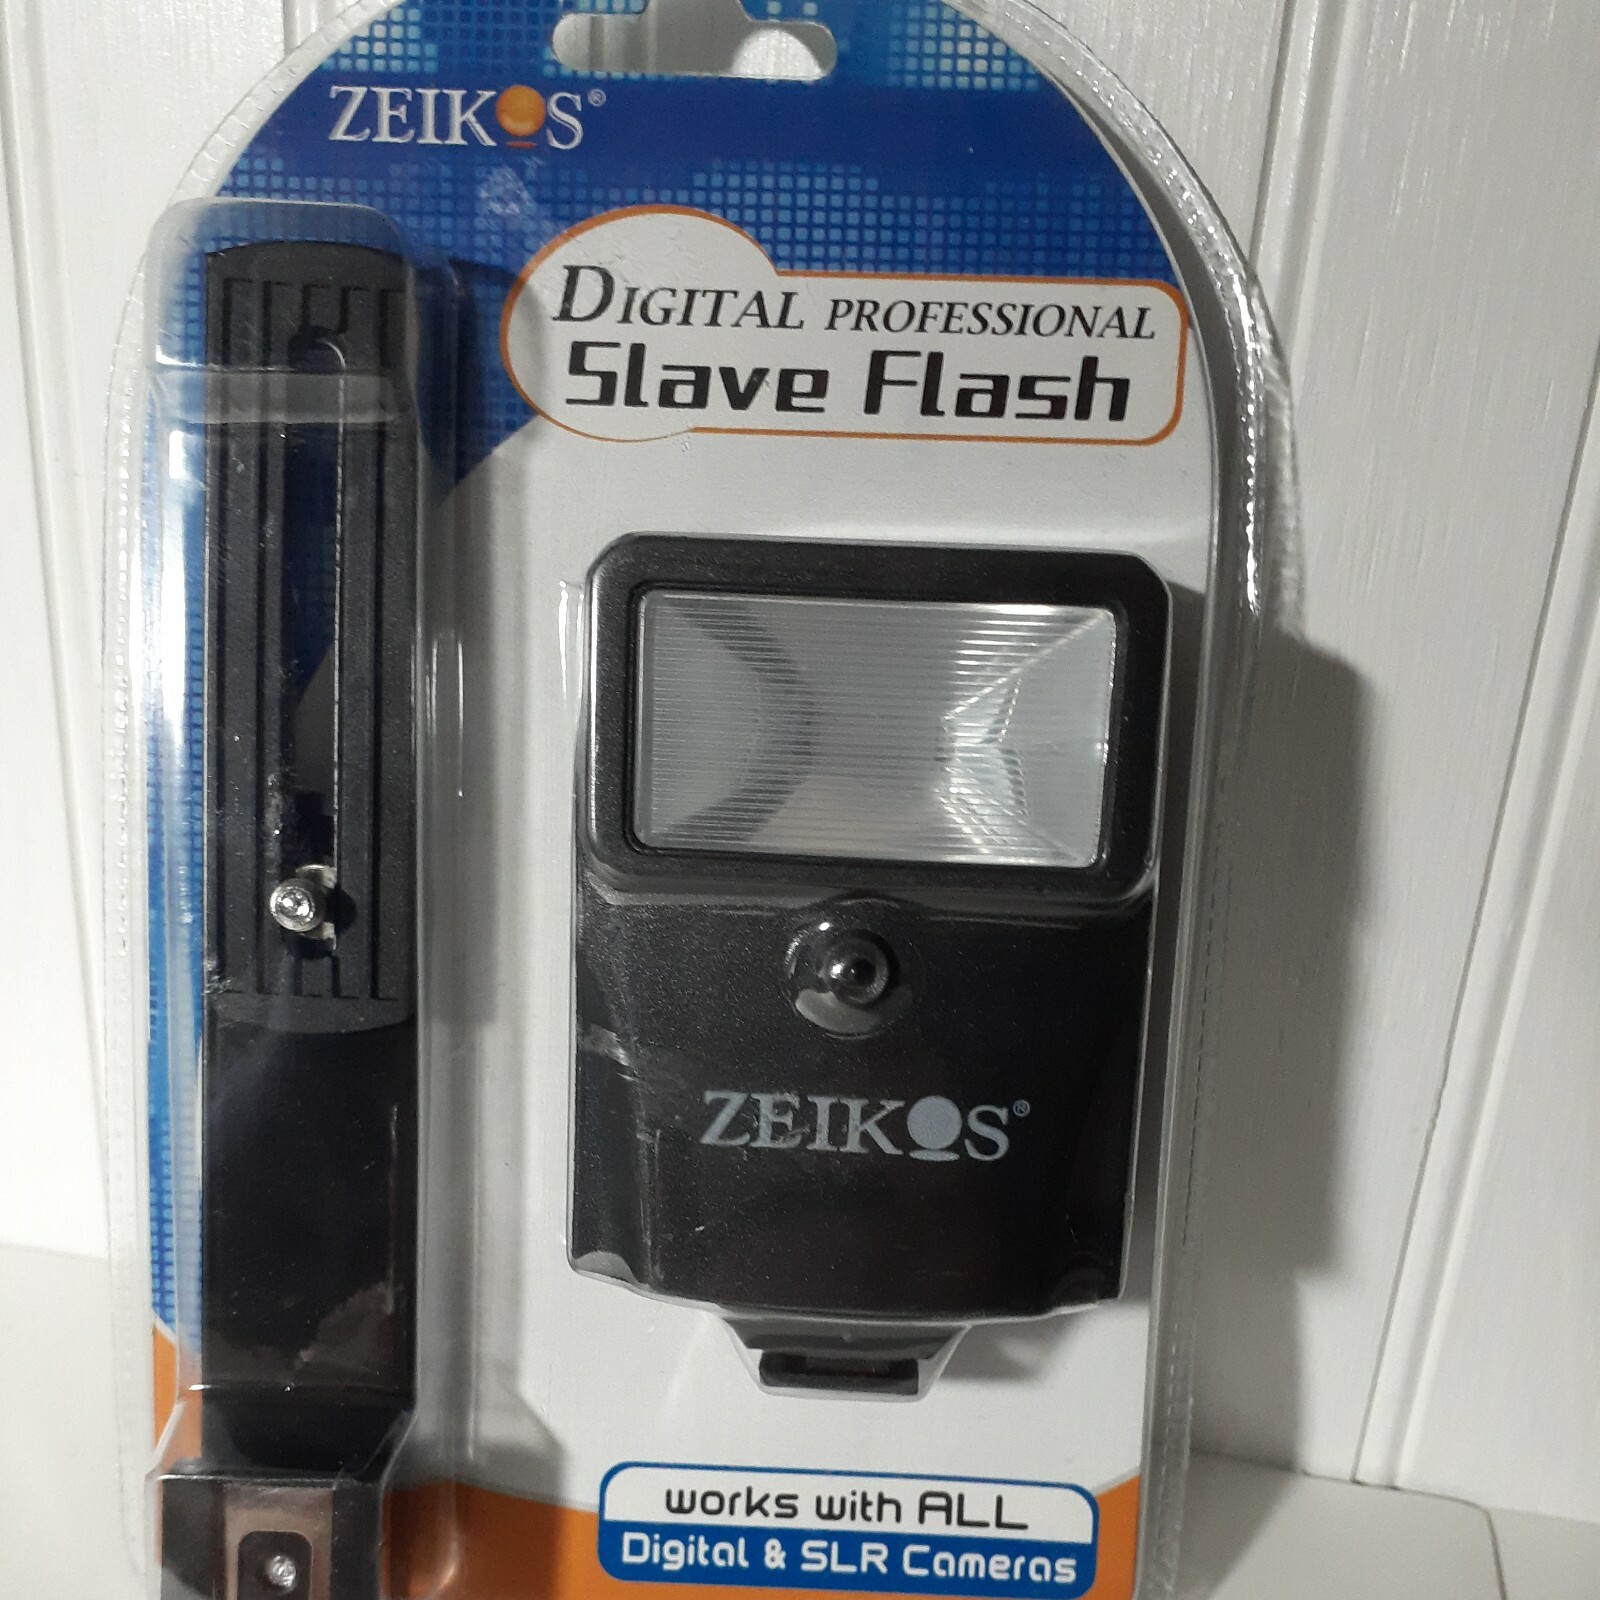 ZEIKOS®
DIGITAL PROFESSIONAL
Slave Flash
ZEIKOS®
works with ALL
Digital & SLR Cameras